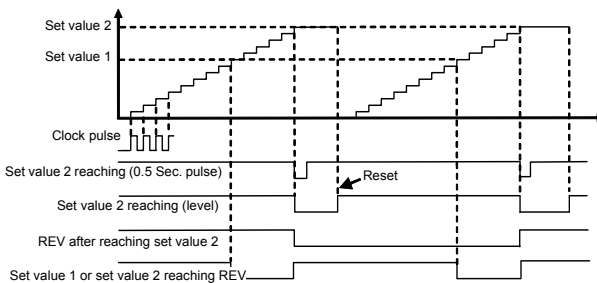 Set value 2
Set value 1
Clock pulse
Set value 2 reaching (0.5 Sec. pulse)
Reset
Set value 2 reaching (level)
REV after reaching set value 2
Set value 1 or set value 2 reaching REV